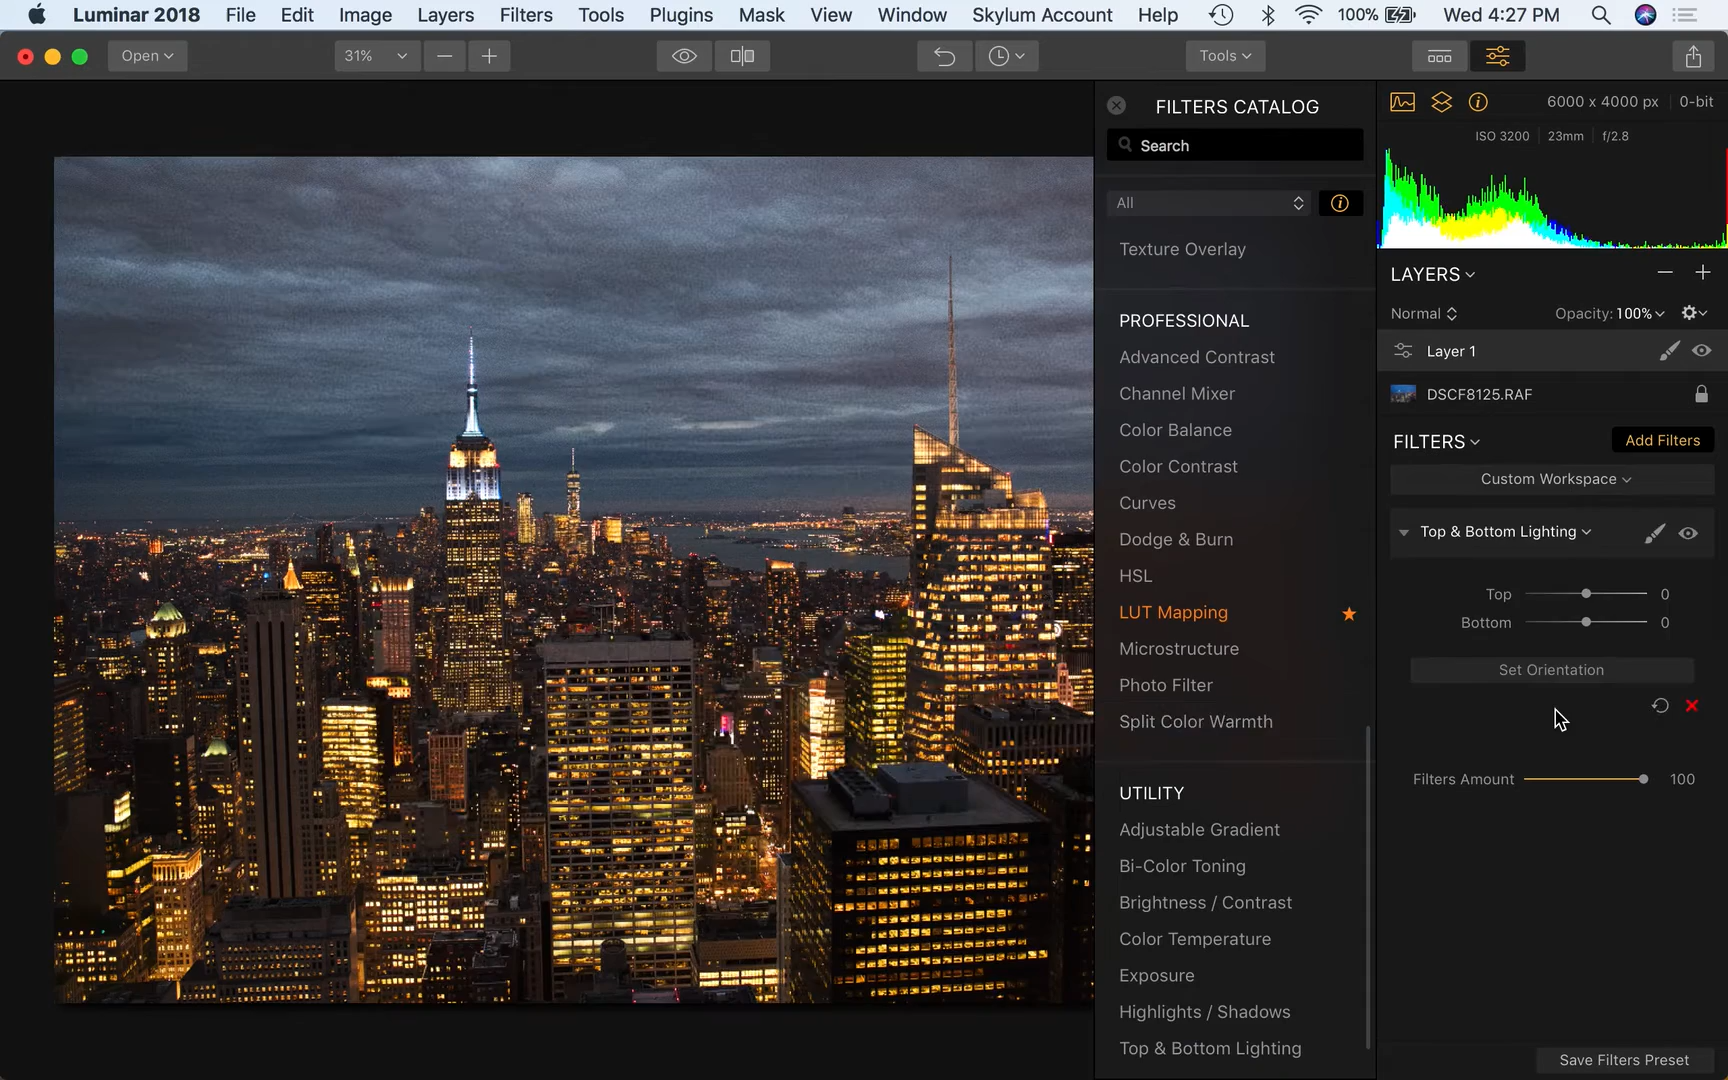 Luminar 2018 File Edit Image Layers Filters Tools Plugins Mask View Window Skylum Account Help 100% Wed 4:27 PM
Open 31% Tools
FILTERS CATALOG
Search
All
Texture Overlay
PROFESSIONAL
Advanced Contrast
Channel Mixer
Color Balance
Color Contrast
Curves
Dodge & Burn
HSL
LUT Mapping
Microstructure
Photo Filter
Split Color Warmth
UTILITY
Adjustable Gradient
Bi-Color Toning
Brightness / Contrast
Color Temperature
Exposure
Highlights / Shadows
Top & Bottom Lighting
6000 x 4000 px 0-bit
ISO 3200 23mm f/2.8
LAYERS
Normal Opacity: 100%
Layer 1
DSCF8125.RAF
FILTERS Add Filters
Custom Workspace
Top & Bottom Lighting
Top 0
Bottom 0
Set Orientation
Filters Amount 100
Save Filters Preset